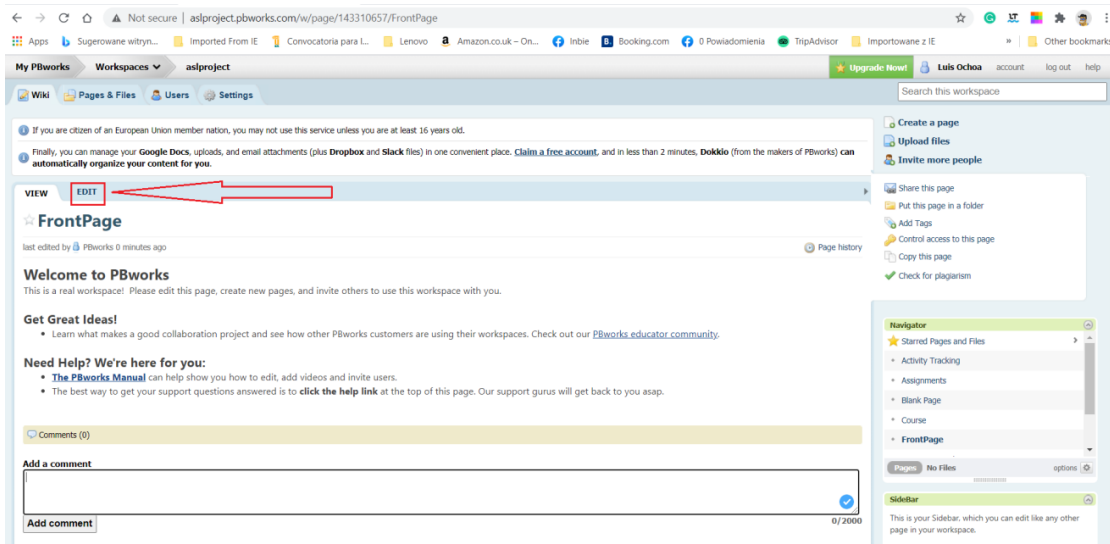 Not secure | aslproject.pbworks.com/w/page/143310657/FrontPage
Apps Sugerowane witryn... Imported From IE Convocatoria para l... Lenovo Amazon.co.uk – On... Inbie Booking.com 0 Powiadomienia TripAdvisor Importowane z IE » Other bookmarks
My PBworks Workspaces aslproject Upgrade Now! Luis Ochoa account log out help
Wiki Pages & Files Users Settings Search this workspace
If you are citizen of an European Union member nation, you may not use this service unless you are at least 16 years old.
Finally, you can manage your Google Docs, uploads, and email attachments (plus Dropbox and Slack files) in one convenient place. Claim a free account, and in less than 2 minutes, Dokkio (from the makers of PBworks) can
automatically organize your content for you.
VIEW EDIT
FrontPage
last edited by PBworks 0 minutes ago Page history
Welcome to PBworks
This is a real workspace! Please edit this page, create new pages, and invite others to use this workspace with you.
Get Great Ideas!
• Learn what makes a good collaboration project and see how other PBworks customers are using their workspaces. Check out our PBworks educator community.
Need Help? We're here for you:
• The PBworks Manual can help show you how to edit, add videos and invite users.
• The best way to get your support questions answered is to click the help link at the top of this page. Our support gurus will get back to you asap.
Comments (0)
Add a comment
Add comment 0/2000
Create a page
Upload files
Invite more people
Share this page
Put this page in a folder
Add Tags
Control access to this page
Copy this page
Check for plagiarism
Navigator
Starred Pages and Files
• Activity Tracking
• Assignments
• Blank Page
• Course
• FrontPage
Pages No Files options
SideBar
This is your Sidebar, which you can edit like any other
page in your workspace.